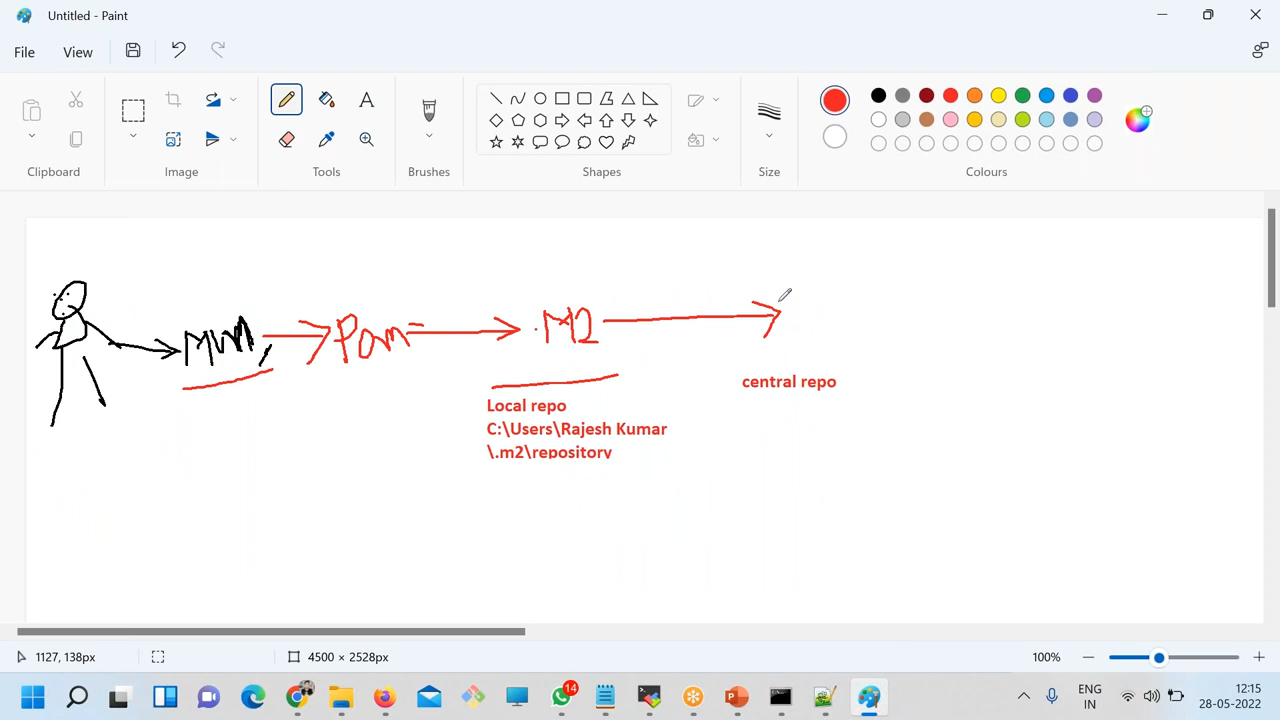 Untitled - Paint
File
View
Clipboard
Image
Tools
Brushes
Shapes
Size
Colours
Mvn
Pom
.M2
central repo
Local repo
C:\Users\Rajesh Kumar
\.m2\repository
1127, 138px
4500 × 2528px
100%
14
ENG
IN
12:15
28-05-2022